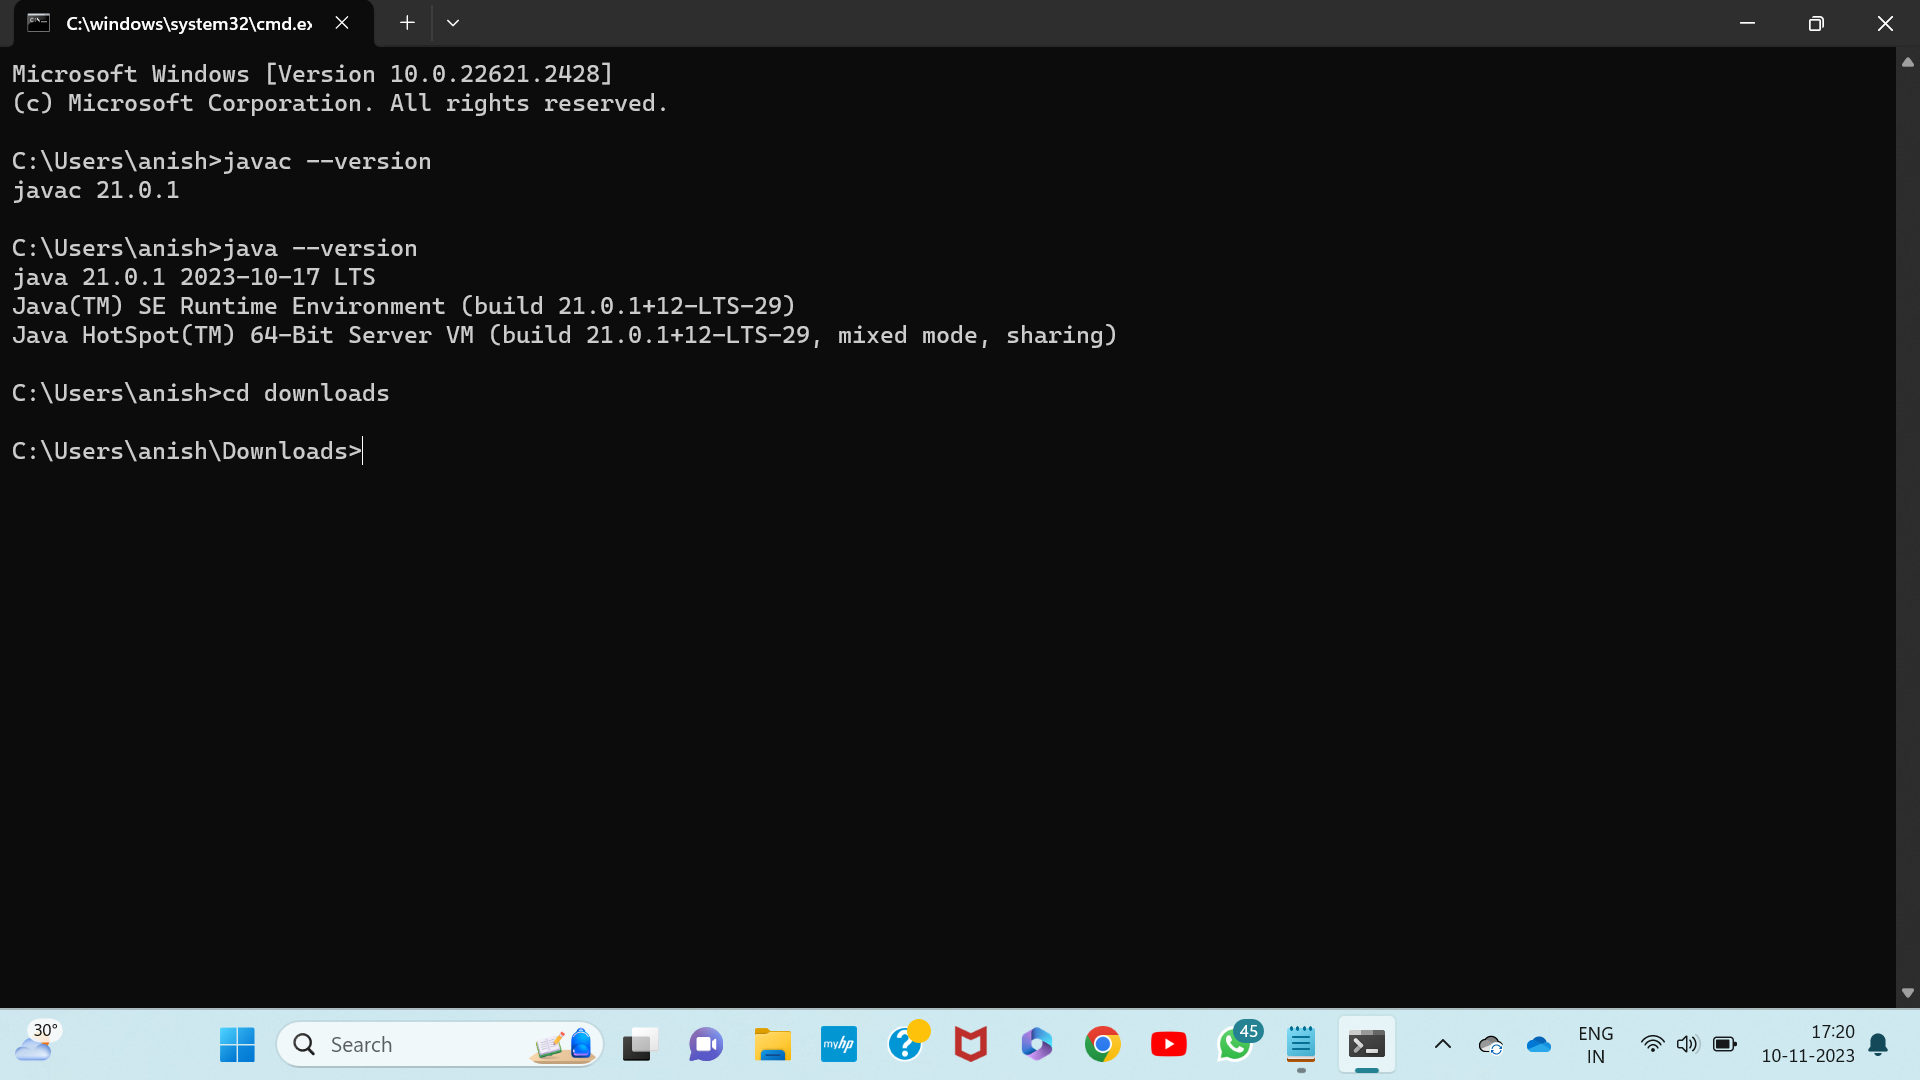 C:\windows\system32\cmd.ex
Microsoft Windows [Version 10.0.22621.2428]
(c) Microsoft Corporation. All rights reserved.
C:\Users\anish>javac --version
javac 21.0.1
C:\Users\anish>java --version
java 21.0.1 2023-10-17 LTS
Java(TM) SE Runtime Environment (build 21.0.1+12-LTS-29)
Java HotSpot(TM) 64-Bit Server VM (build 21.0.1+12-LTS-29, mixed mode, sharing)
C:\Users\anish>cd downloads
C:\Users\anish\Downloads>
30°
Search
myhp
45
ENG
IN
17:20
10-11-2023